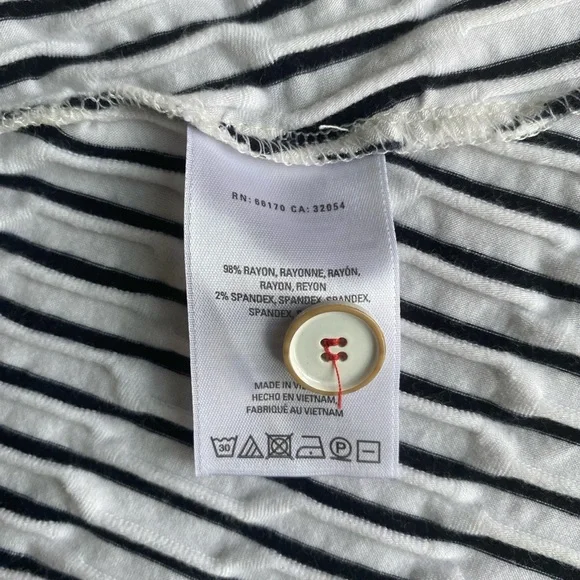 RN: 66170 CA: 32054
98% RAYON, RAYONNE, RAYÓN,
RAYON, REYON
2% SPANDEX, SPANDEX, SPANDEX,
SPANDEX,
MADE IN
HECHO EN VIETNAM,
FABRIQUÉ AU VIETNAM
30
P